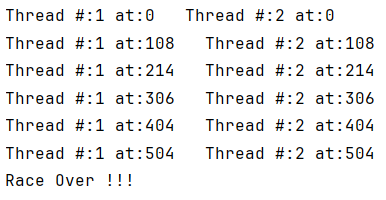 Thread #:1 at:0   Thread #:2 at:0
Thread #:1 at:108   Thread #:2 at:108
Thread #:1 at:214   Thread #:2 at:214
Thread #:1 at:306   Thread #:2 at:306
Thread #:1 at:404   Thread #:2 at:404
Thread #:1 at:504   Thread #:2 at:504
Race Over !!!